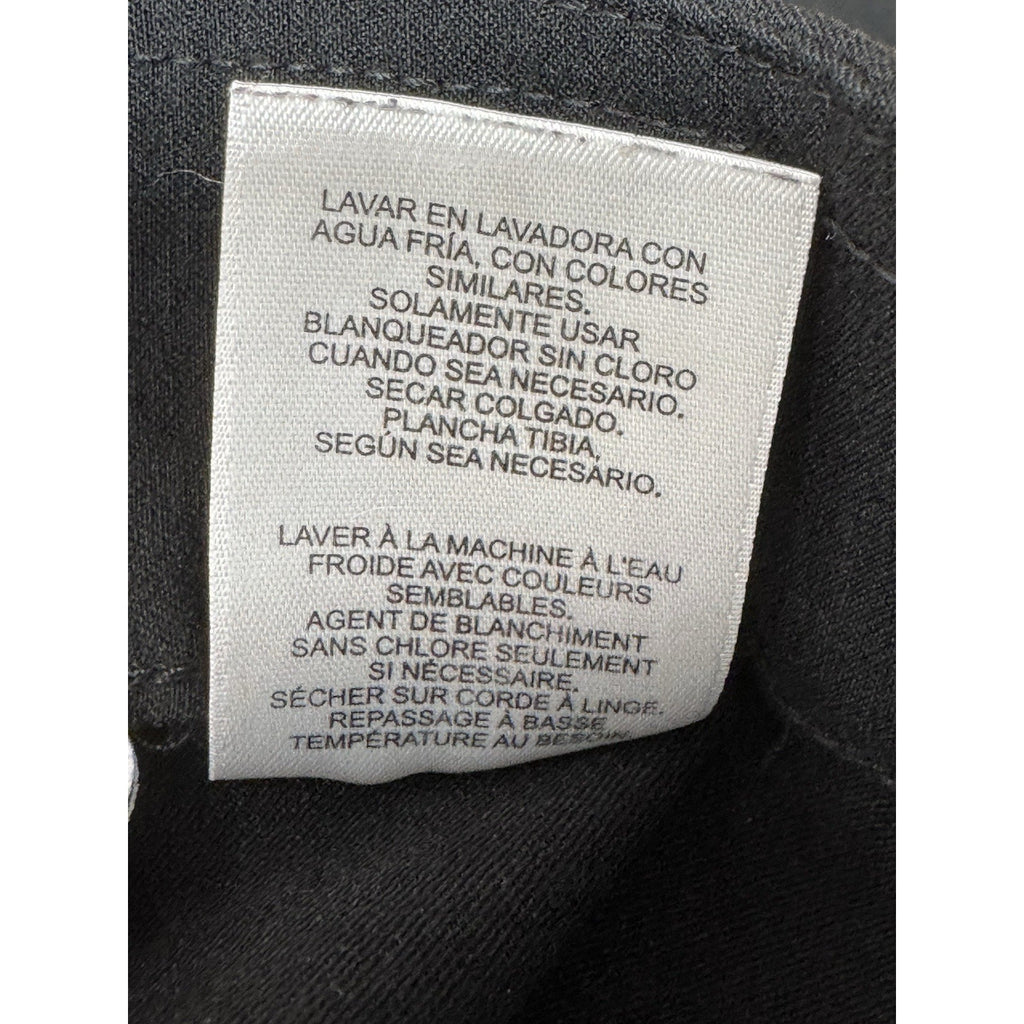 LAVAR EN LAVADORA CON
AGUA FRÍA, CON COLORES
SIMILARES.
SOLAMENTE USAR
BLANQUEADOR SIN CLORO
CUANDO SEA NECESARIO.
SECAR COLGADO.
PLANCHA TIBIA,
SEGÚN SEA NECESARIO.
LAVER À LA MACHINE À L'EAU
FROIDE AVEC COULEURS
SEMBLABLES.
AGENT DE BLANCHIMENT
SANS CHLORE SEULEMENT
SI NÉCESSAIRE.
SÉCHER SUR CORDE À LINGE.
REPASSAGE À BASSE
TEMPÉRATURE AU BESOIN.